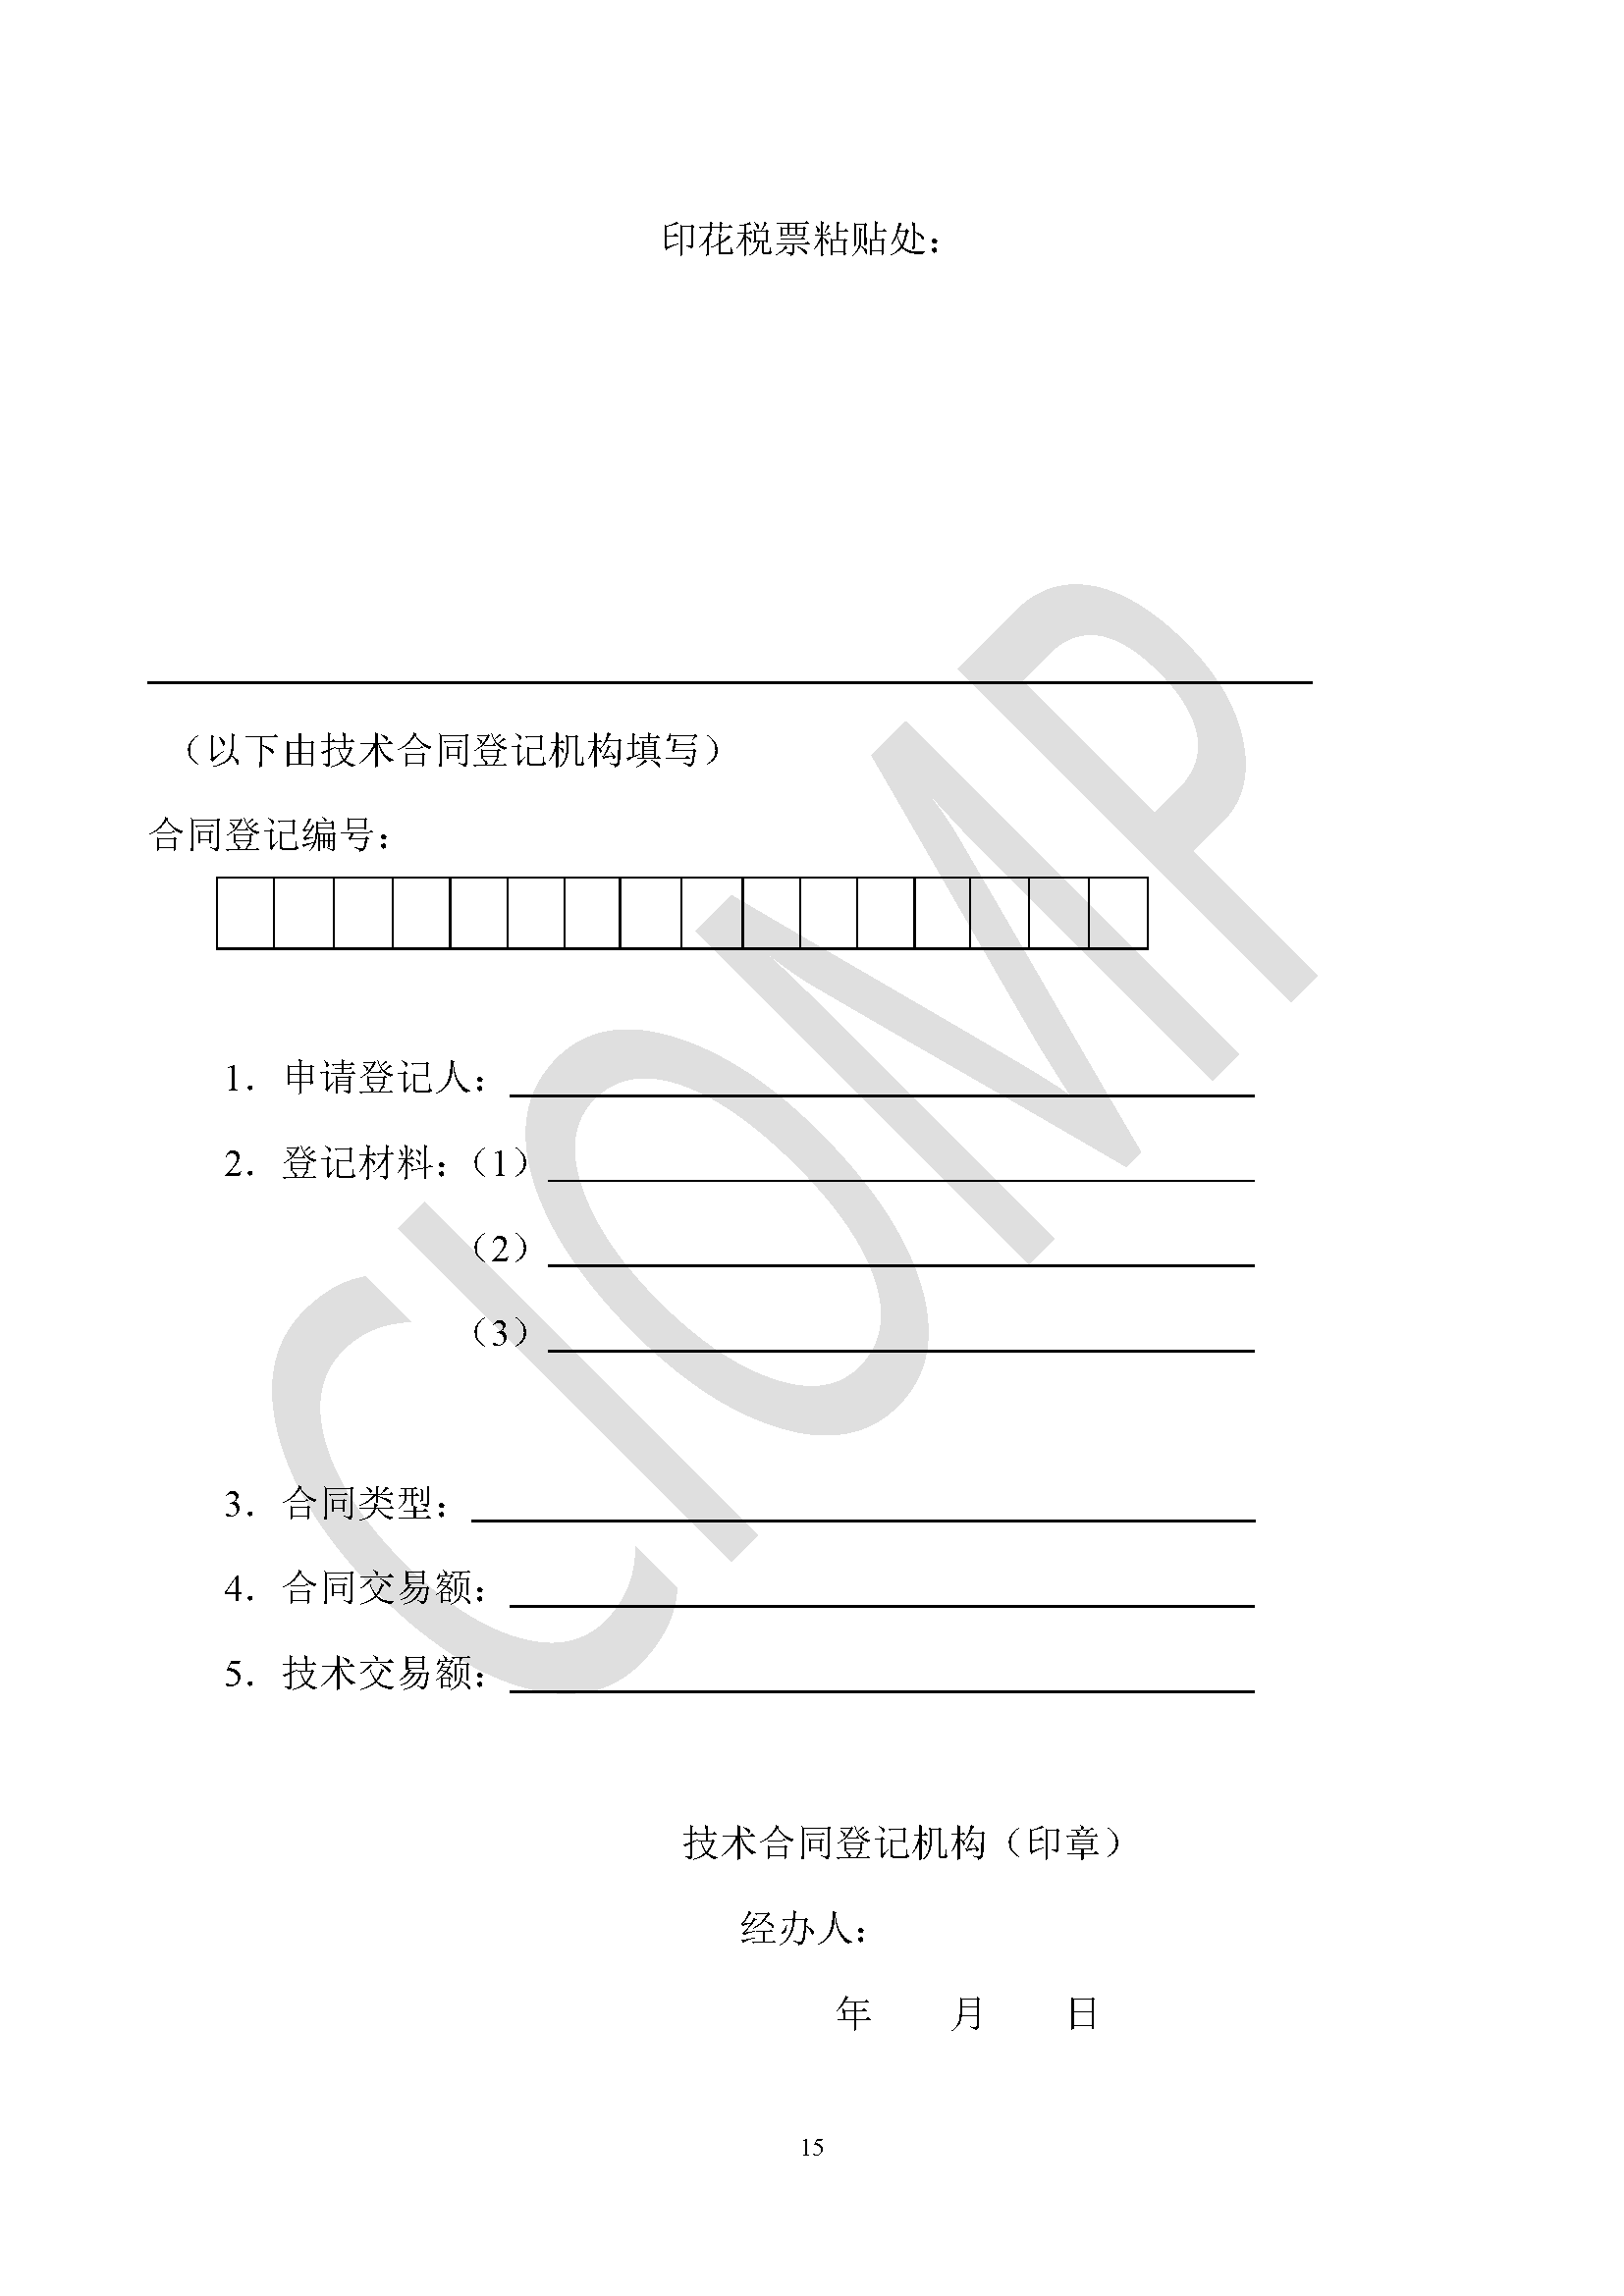 印花税票粘贴处：
（以下由技术合同登记机构填写）
合同登记编号：
1．申请登记人：
2．登记材料：（1）
（2）
（3）
3．合同类型：
4．合同交易额：
5．技术交易额：
技术合同登记机构（印章）
经办人：
年 月 日
15
CIOMP